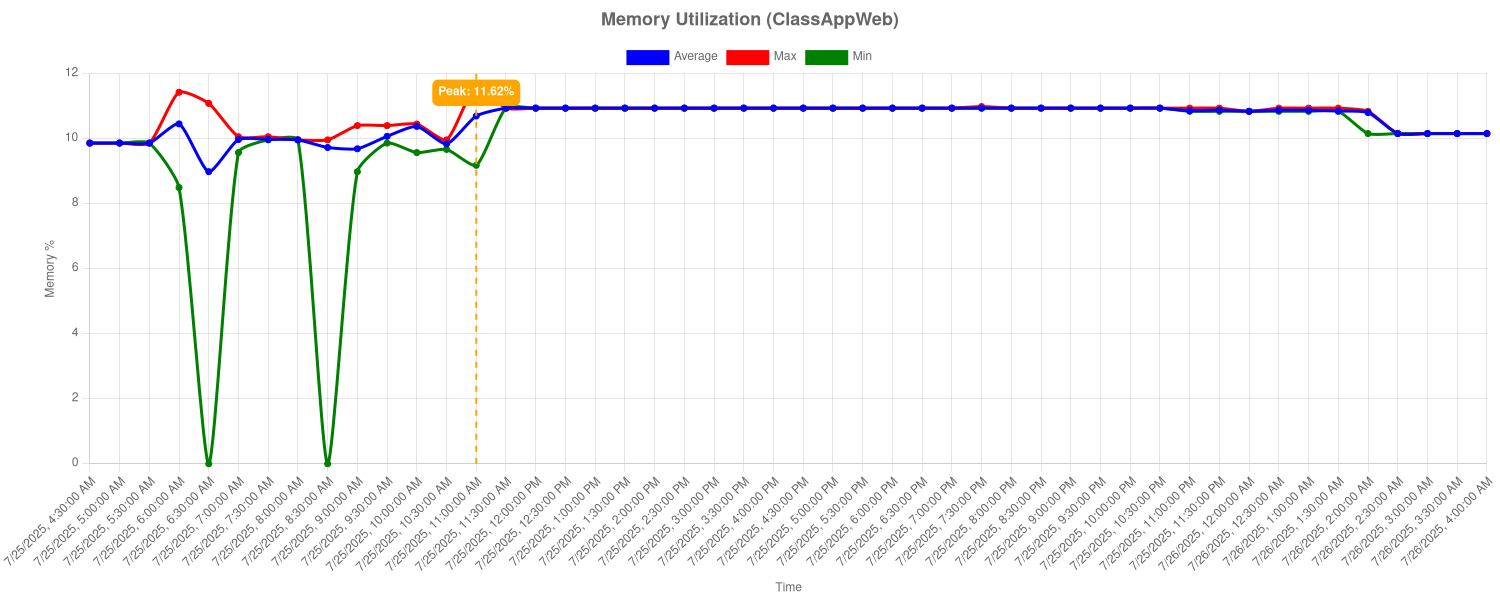 Memory Utilization (ClassAppWeb)
Average Max Min
Peak: 11.62%
12
10
8
6
4
2
0
Memory %
7/25/2025, 4:30:00 AM
7/25/2025, 5:00:00 AM
7/25/2025, 5:30:00 AM
7/25/2025, 6:00:00 AM
7/25/2025, 6:30:00 AM
7/25/2025, 7:00:00 AM
7/25/2025, 7:30:00 AM
7/25/2025, 8:00:00 AM
7/25/2025, 8:30:00 AM
7/25/2025, 9:00:00 AM
7/25/2025, 9:30:00 AM
7/25/2025, 10:00:00 AM
7/25/2025, 10:30:00 AM
7/25/2025, 11:00:00 AM
7/25/2025, 11:30:00 AM
7/25/2025, 12:00:00 PM
7/25/2025, 12:30:00 PM
7/25/2025, 1:00:00 PM
7/25/2025, 1:30:00 PM
7/25/2025, 2:00:00 PM
7/25/2025, 2:30:00 PM
7/25/2025, 3:00:00 PM
7/25/2025, 3:30:00 PM
7/25/2025, 4:00:00 PM
7/25/2025, 4:30:00 PM
7/25/2025, 5:00:00 PM
7/25/2025, 5:30:00 PM
7/25/2025, 6:00:00 PM
7/25/2025, 6:30:00 PM
7/25/2025, 7:00:00 PM
7/25/2025, 7:30:00 PM
7/25/2025, 8:00:00 PM
7/25/2025, 8:30:00 PM
7/25/2025, 9:00:00 PM
7/25/2025, 9:30:00 PM
7/25/2025, 10:00:00 PM
7/25/2025, 10:30:00 PM
7/25/2025, 11:00:00 PM
7/25/2025, 11:30:00 PM
7/26/2025, 12:00:00 AM
7/26/2025, 12:30:00 AM
7/26/2025, 1:00:00 AM
7/26/2025, 1:30:00 AM
7/26/2025, 2:00:00 AM
7/26/2025, 2:30:00 AM
7/26/2025, 3:00:00 AM
7/26/2025, 3:30:00 AM
7/26/2025, 4:00:00 AM
Time